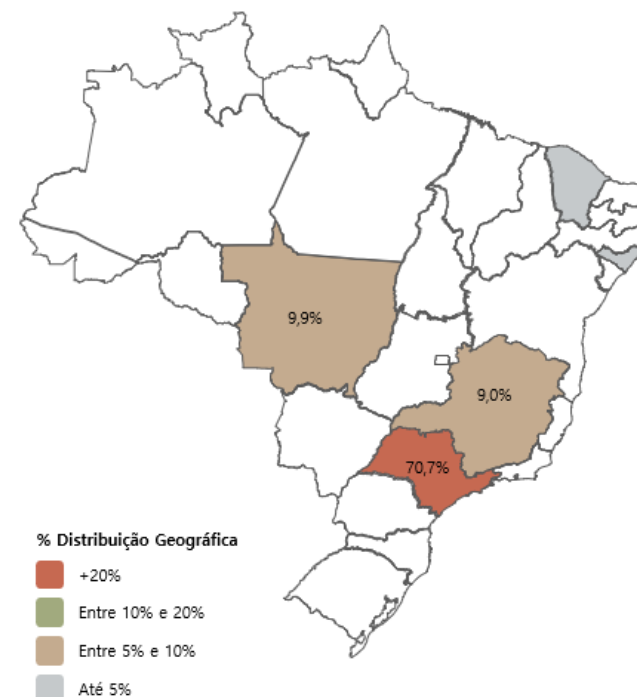 9,9%
9,0%
70,7%
% Distribuição Geográfica
+20%
Entre 10% e 20%
Entre 5% e 10%
Até 5%